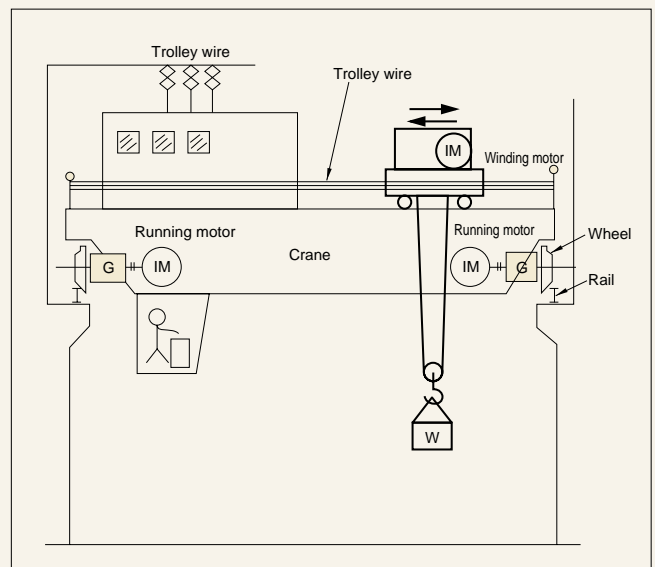 Trolley wire
Trolley wire
IM
Winding motor
Running motor
Running motor
Wheel
Crane
G
IM
IM
G
Rail
W